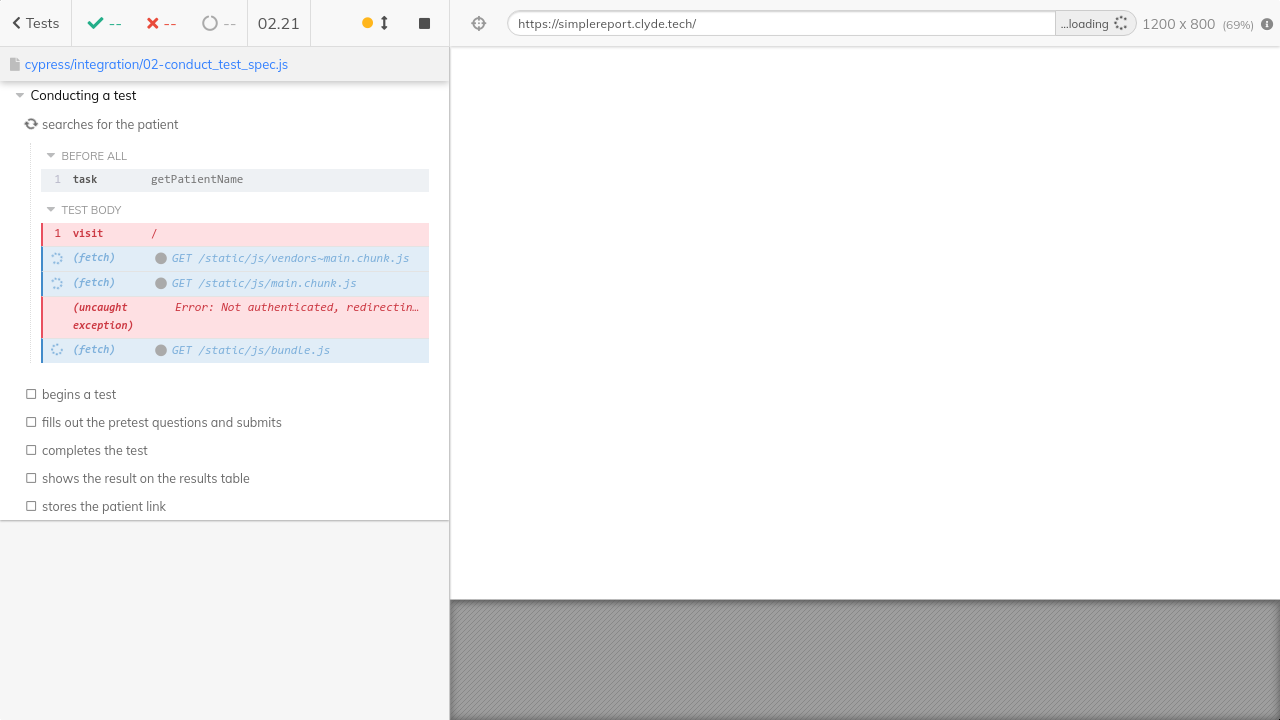 Tests -- -- -- 02.21
https://simplereport.clyde.tech/ ...loading 1200 x 800 (69%)
cypress/integration/02-conduct_test_spec.js
Conducting a test
searches for the patient
BEFORE ALL
1 task getPatientName
TEST BODY
1 visit /
(fetch) GET /static/js/vendors~main.chunk.js
(fetch) GET /static/js/main.chunk.js
(uncaught exception) Error: Not authenticated, redirectin…
(fetch) GET /static/js/bundle.js
begins a test
fills out the pretest questions and submits
completes the test
shows the result on the results table
stores the patient link